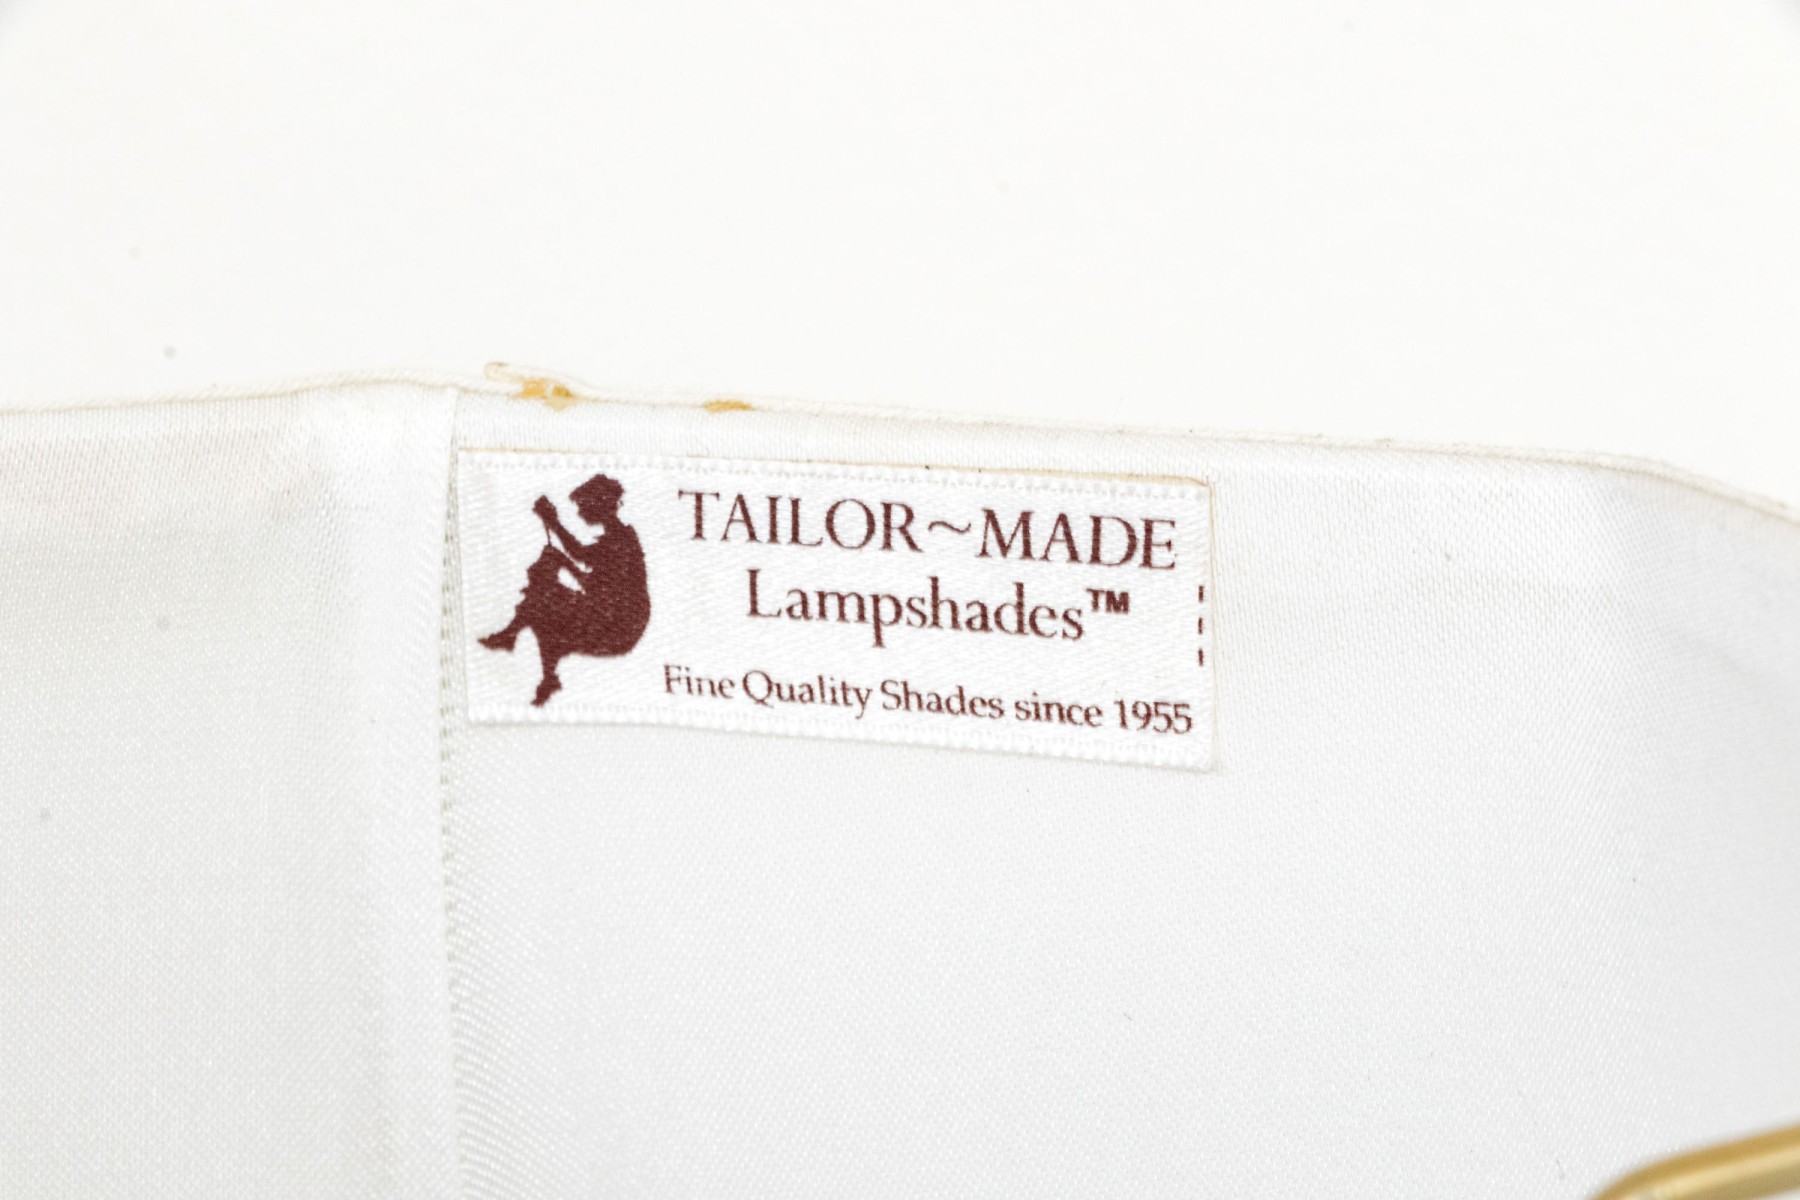 TAILOR~MADE
Lampshades™
Fine Quality Shades since 1955